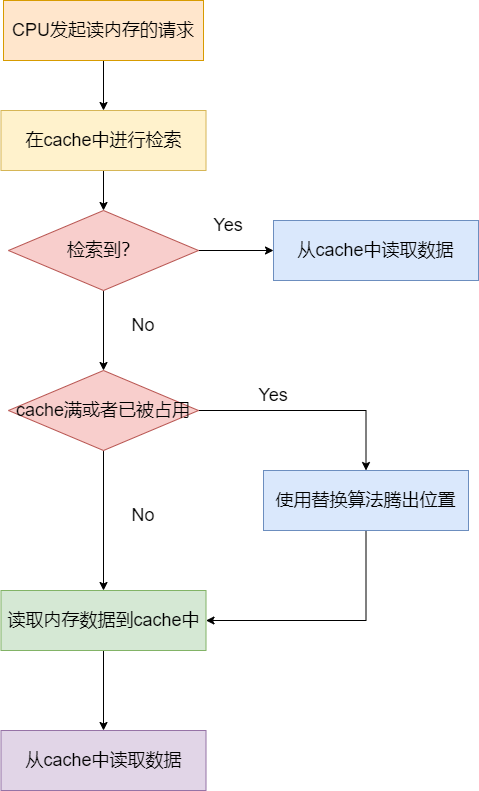 CPU发起读内存的请求
在cache中进行检索
检索到？
Yes
从cache中读取数据
No
cache满或者已被占用
Yes
使用替换算法腾出位置
No
读取内存数据到cache中
从cache中读取数据